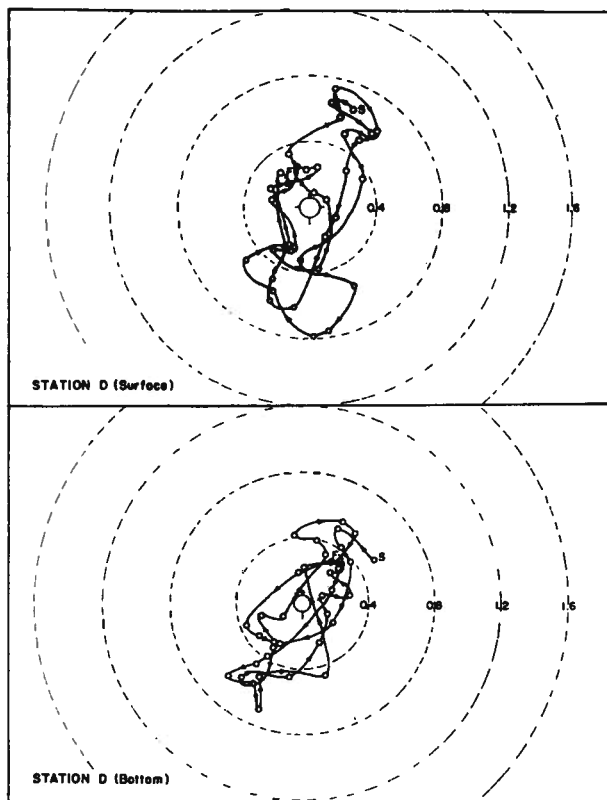 S
F
0.4 0.8 1.2 1.6
STATION D (Surface)
S
F
0.4 0.8 1.2 1.6
STATION D (Bottom)